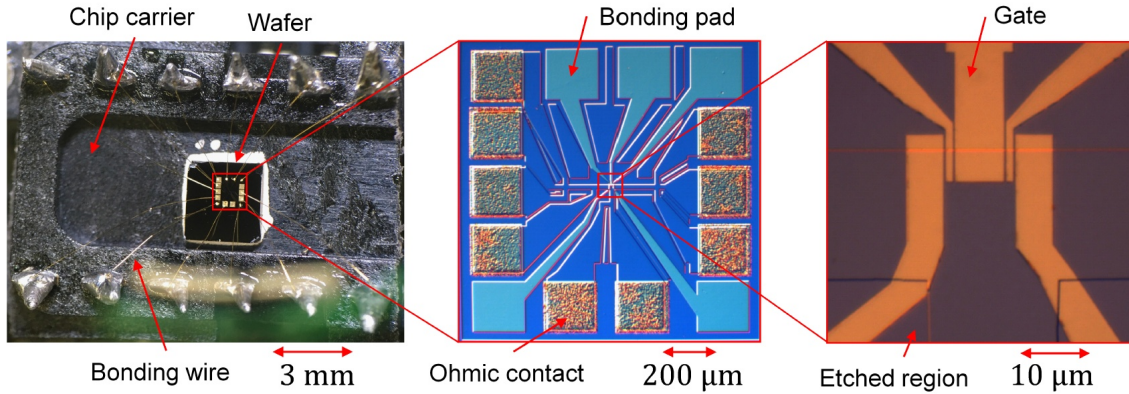 Chip carrier
Wafer
Bonding pad
Gate
Bonding wire
3 mm
Ohmic contact
200 μm
Etched region
10 μm